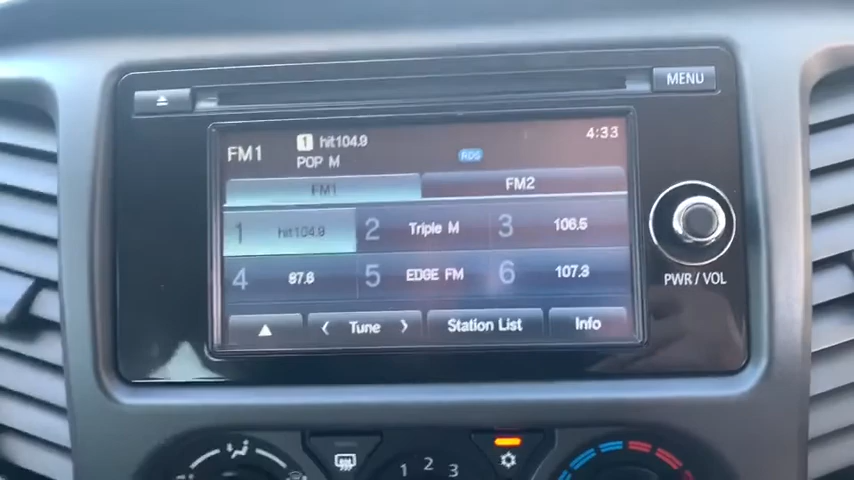 MENU
FM1
1 hit104.9
POP M
RDS
4:33
FM1 FM2
1 hit104.9 2 Triple M 3 106.5
4 87.6 5 EDGE FM 6 107.3
Tune Station List Info
PWR / VOL
REAR
1 2 3